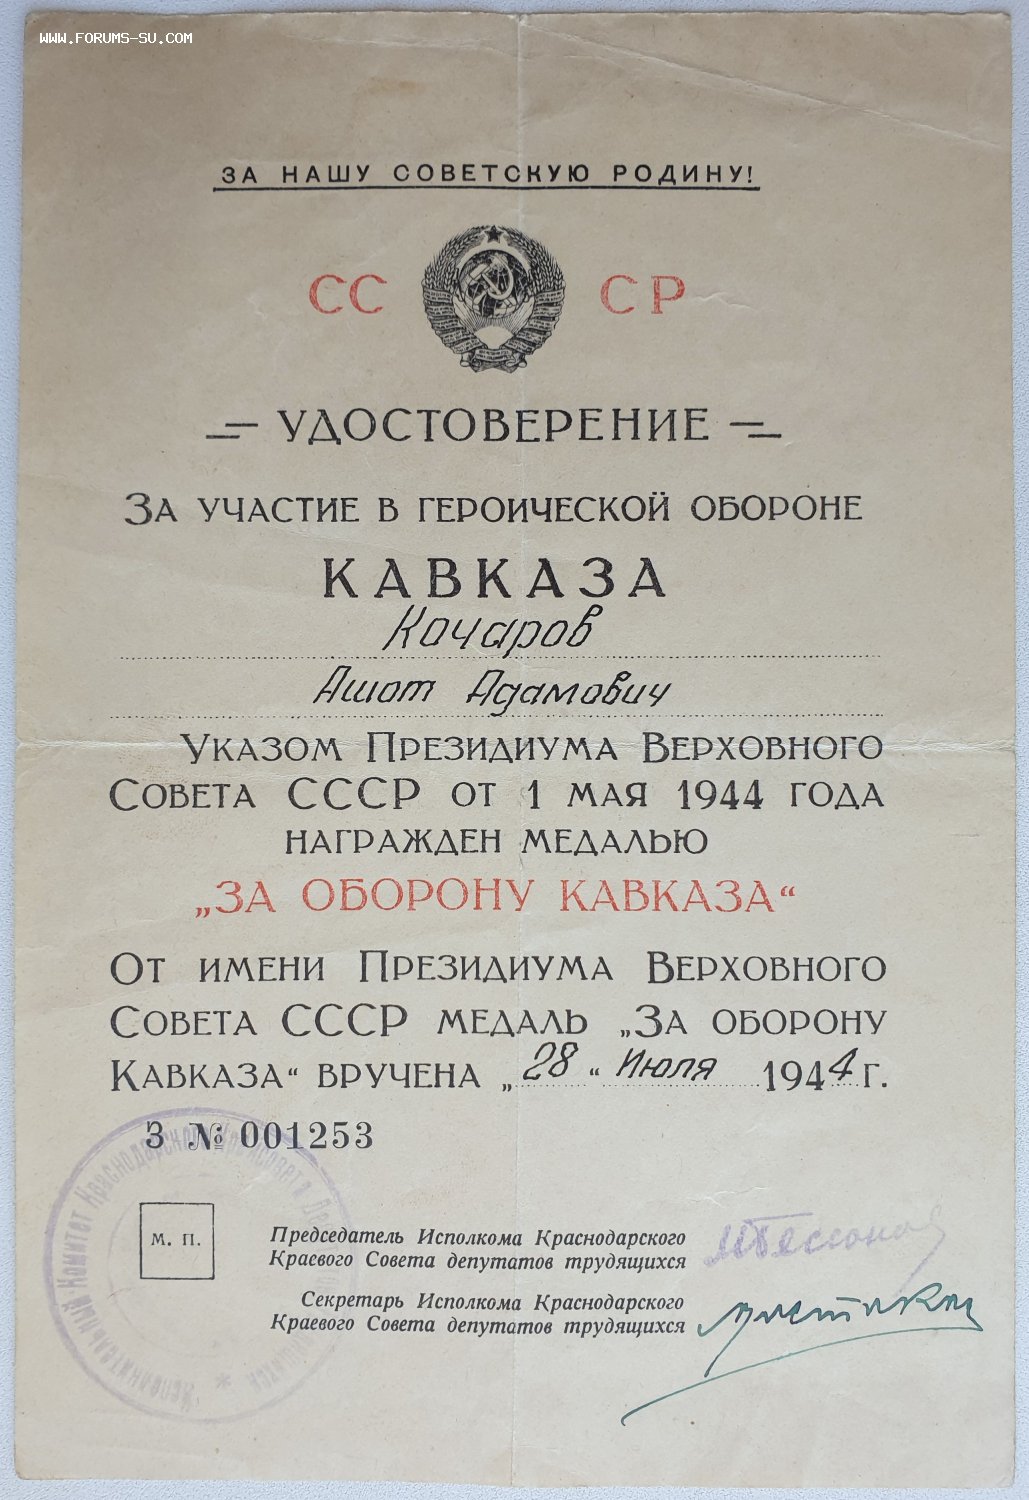 WWW.FORUMS-SU.COM
ЗА НАШУ СОВЕТСКУЮ РОДИНУ!
СС СР
УДОСТОВЕРЕНИЕ
ЗА УЧАСТИЕ В ГЕРОИЧЕСКОЙ ОБОРОНЕ
КАВКАЗА
Кочаров
Ашот Адамович
УКАЗОМ ПРЕЗИДИУМА ВЕРХОВНОГО
СОВЕТА СССР ОТ 1 МАЯ 1944 ГОДА
НАГРАЖДЕН МЕДАЛЬЮ
„ЗА ОБОРОНУ КАВКАЗА“
ОТ ИМЕНИ ПРЕЗИДИУМА ВЕРХОВНОГО
СОВЕТА СССР МЕДАЛЬ „ЗА ОБОРОНУ
КАВКАЗА“ ВРУЧЕНА „28“ Июля 1944 Г.
З № 001253
М. П.
Председатель Исполкома Краснодарского
Краевого Совета депутатов трудящихся
Секретарь Исполкома Краснодарского
Краевого Совета депутатов трудящихся
Исполнительный Комитет Краснодарского